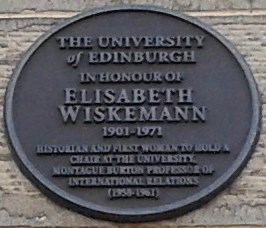 THE UNIVERSITY
of EDINBURGH
IN HONOUR OF
ELISABETH
WISKEMANN
1901-1971
HISTORIAN AND FIRST WOMAN TO HOLD A
CHAIR AT THE UNIVERSITY,
MONTAGUE BURTON PROFESSOR OF
INTERNATIONAL RELATIONS
(1958-1961)